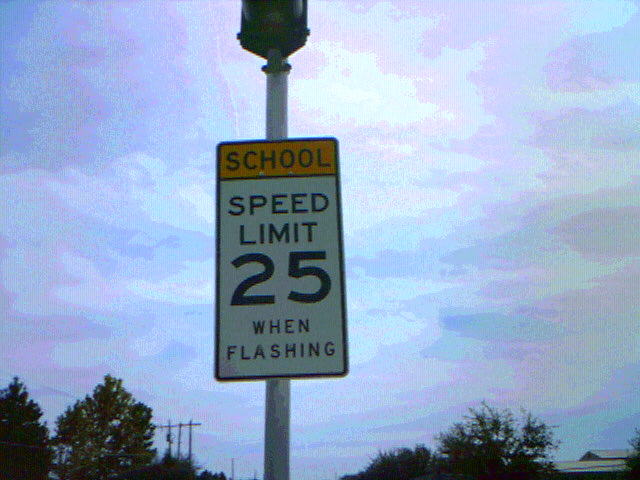 SCHOOL
SPEED
LIMIT
25
WHEN
FLASHING